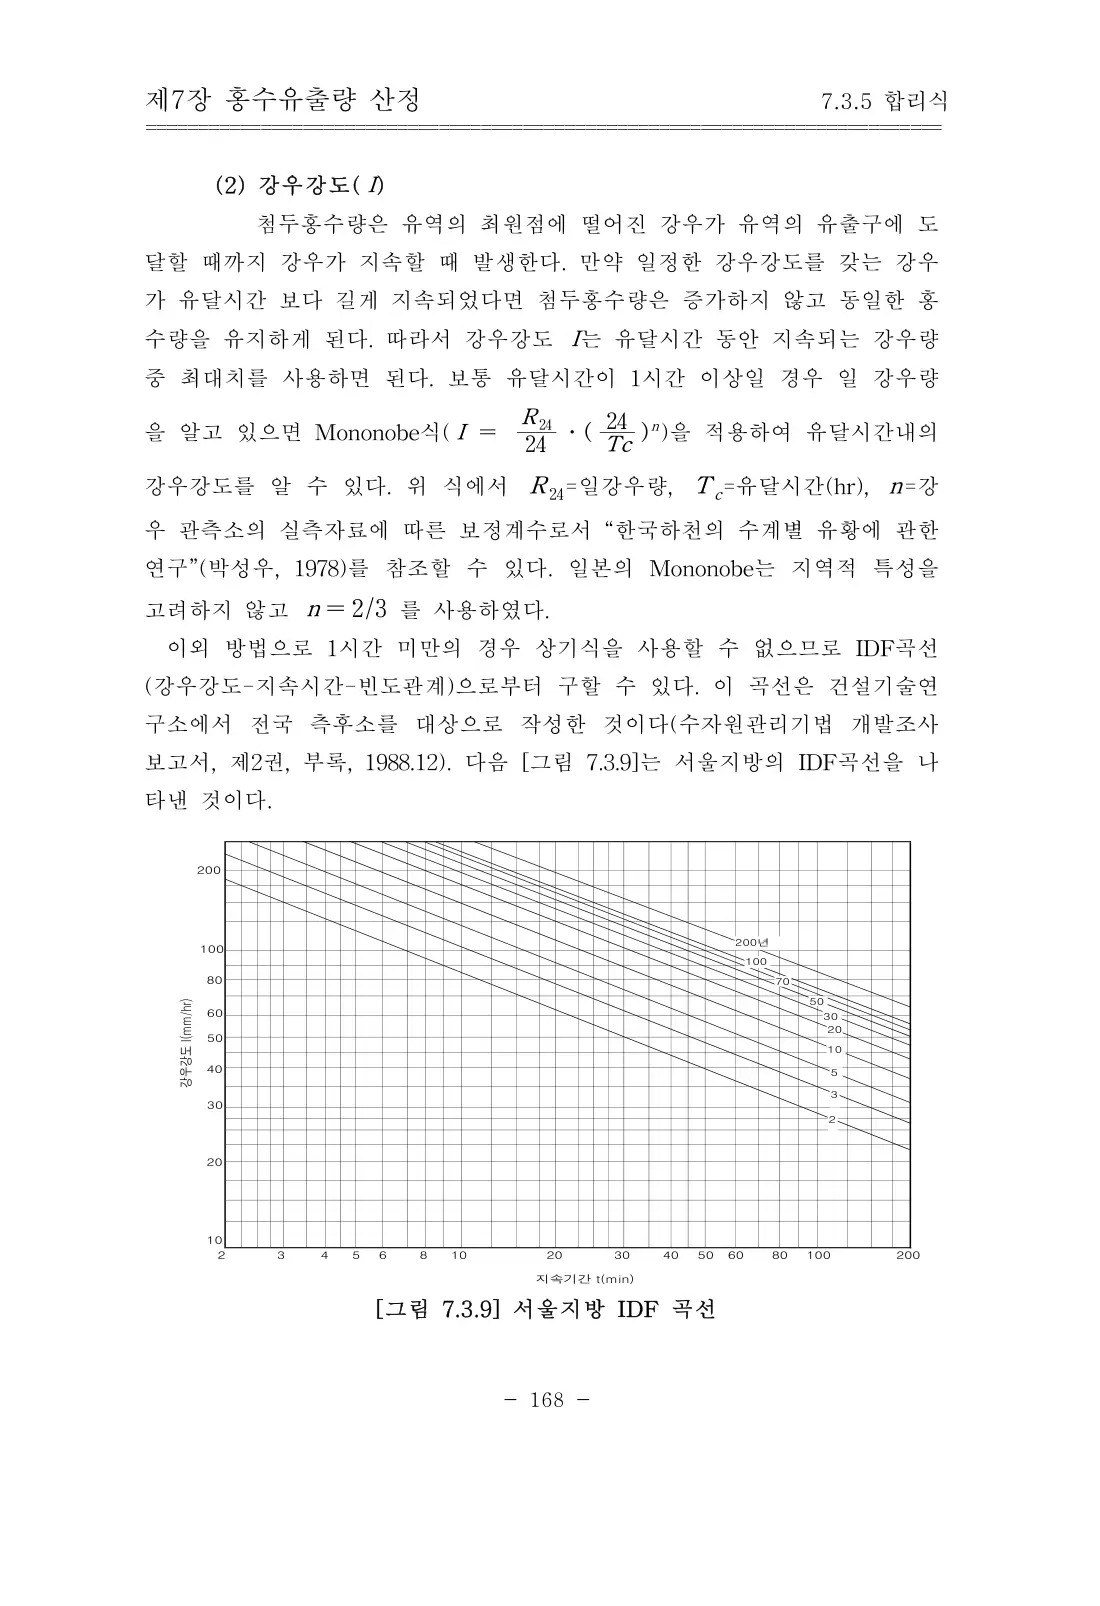 제7장 홍수유출량 산정 7.3.5 합리식
(2) 강우강도( I)
첨두홍수량은 유역의 최원점에 떨어진 강우가 유역의 유출구에 도
달할 때까지 강우가 지속할 때 발생한다. 만약 일정한 강우강도를 갖는 강우
가 유달시간 보다 길게 지속되었다면 첨두홍수량은 증가하지 않고 동일한 홍
수량을 유지하게 된다. 따라서 강우강도 I는 유달시간 동안 지속되는 강우량
중 최대치를 사용하면 된다. 보통 유달시간이 1시간 이상일 경우 일 강우량
을 알고 있으면 Mononobe식( I = R24/24 · ( 24/Tc )^n)을 적용하여 유달시간내의
강우강도를 알 수 있다. 위 식에서 R24=일강우량, Tc=유달시간(hr), n=강
우 관측소의 실측자료에 따른 보정계수로서 “한국하천의 수계별 유황에 관한
연구”(박성우, 1978)를 참조할 수 있다. 일본의 Mononobe는 지역적 특성을
고려하지 않고 n = 2/3 를 사용하였다.
이외 방법으로 1시간 미만의 경우 상기식을 사용할 수 없으므로 IDF곡선
(강우강도-지속시간-빈도관계)으로부터 구할 수 있다. 이 곡선은 건설기술연
구소에서 전국 측후소를 대상으로 작성한 것이다(수자원관리기법 개발조사
보고서, 제2권, 부록, 1988.12). 다음 [그림 7.3.9]는 서울지방의 IDF곡선을 나
타낸 것이다.
200
100
80
60
50
40
30
20
10
강우강도 I(mm/hr)
200년
100
70
50
30
20
10
5
3
2
2 3 4 5 6 8 10 20 30 40 50 60 80 100 200
지속기간 t(min)
[그림 7.3.9] 서울지방 IDF 곡선
- 168 -